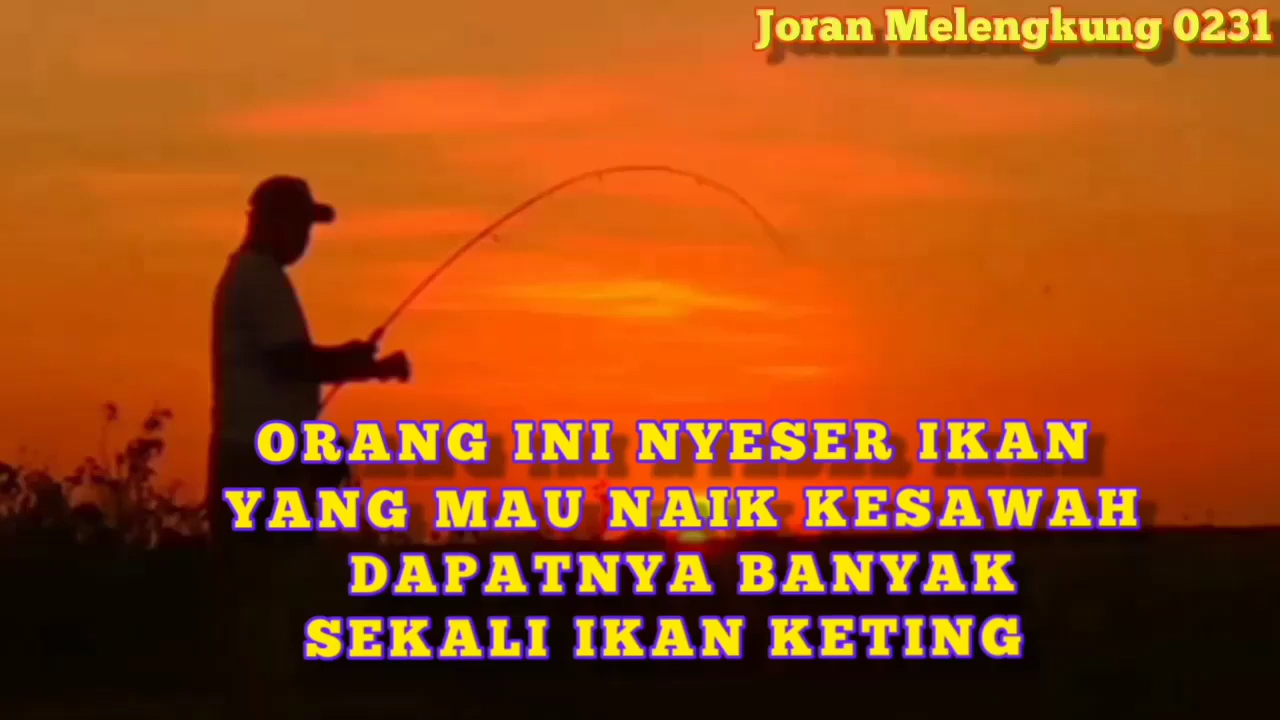 Joran Melengkung 0231
ORANG INI NYESER IKAN
YANG MAU NAIK KESAWAH
DAPATNYA BANYAK
SEKALI IKAN KETING